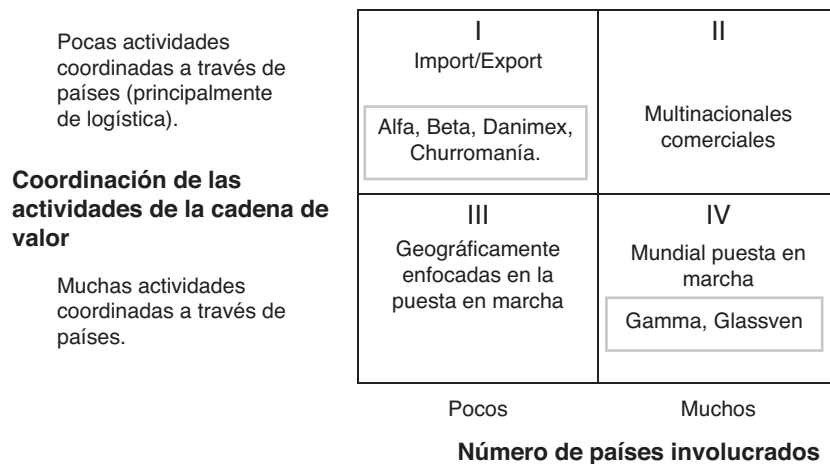 Pocas actividades
coordinadas a través de
países (principalmente
de logística).
Coordinación de las
actividades de la cadena de
valor
Muchas actividades
coordinadas a través de
países.
I
Import/Export
Alfa, Beta, Danimex,
Churromanía.
II
Multinacionales
comerciales
III
Geográficamente
enfocadas en la
puesta en marcha
IV
Mundial puesta en
marcha
Gamma, Glassven
Pocos
Muchos
Número de países involucrados